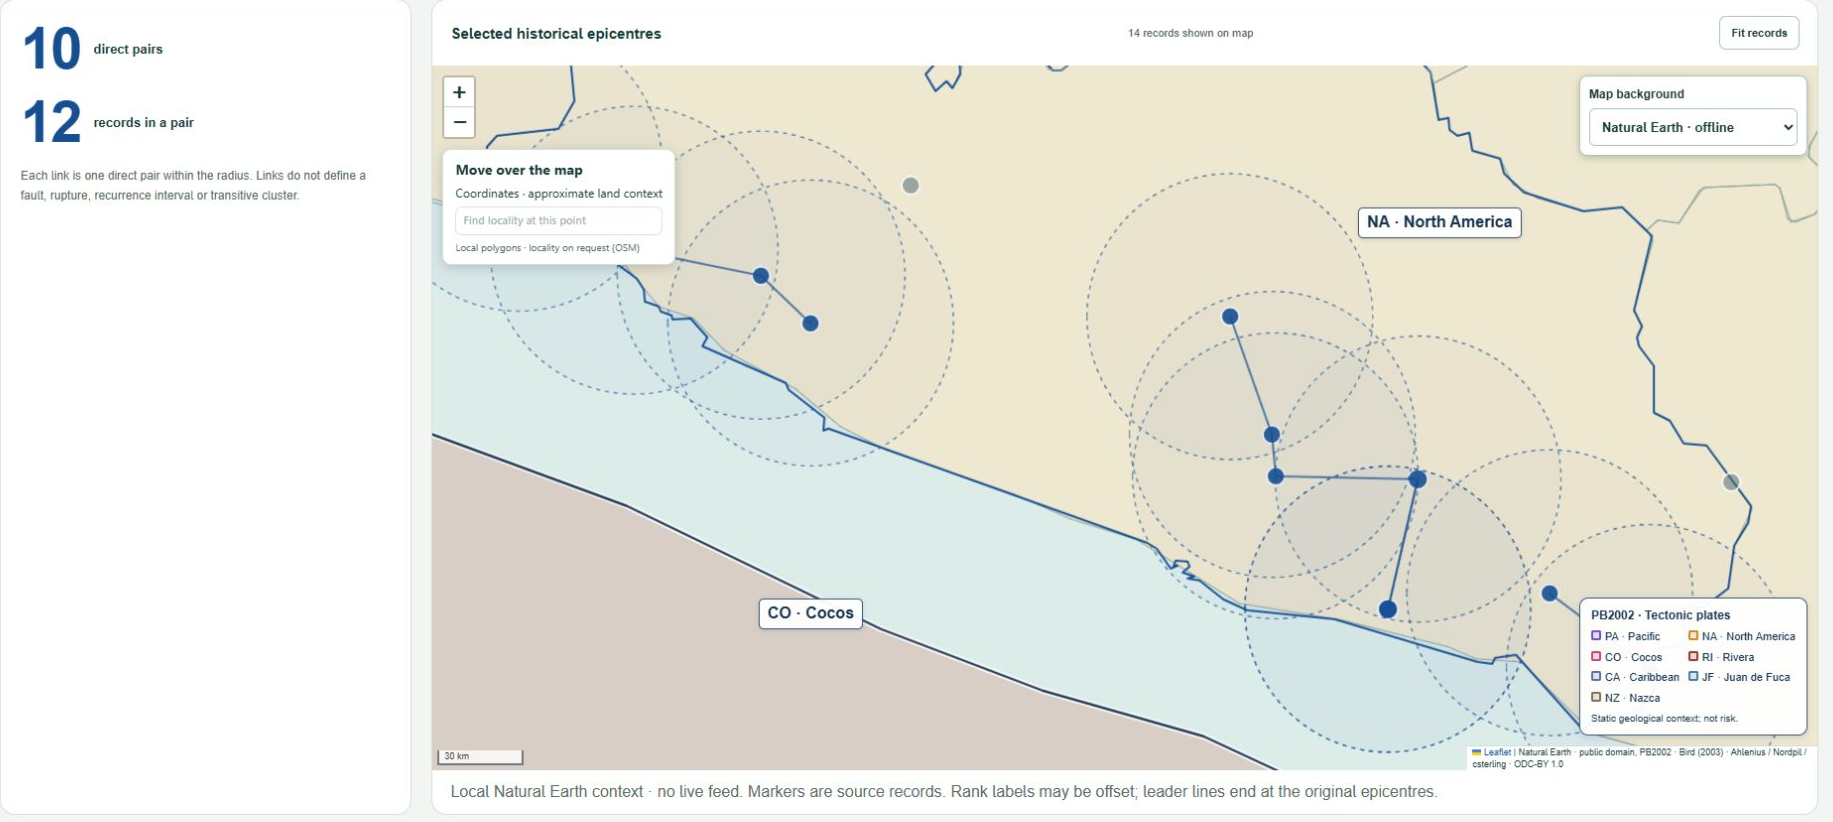 10 direct pairs
12 records in a pair
Each link is one direct pair within the radius. Links do not define a
fault, rupture, recurrence interval or transitive cluster.
Selected historical epicentres
14 records shown on map
Fit records
+
−
Move over the map
Coordinates · approximate land context
Find locality at this point
Local polygons · locality on request (OSM)
Map background
Natural Earth · offline
NA · North America
CO · Cocos
PB2002 · Tectonic plates
PA · Pacific NA · North America
CO · Cocos RI · Rivera
CA · Caribbean JF · Juan de Fuca
NZ · Nazca
Static geological context; not risk.
30 km
Leaflet | Natural Earth · public domain, PB2002 · Bird (2003) · Ahlenius / Nordpil /
csterling · ODC-BY 1.0
Local Natural Earth context · no live feed. Markers are source records. Rank labels may be offset; leader lines end at the original epicentres.